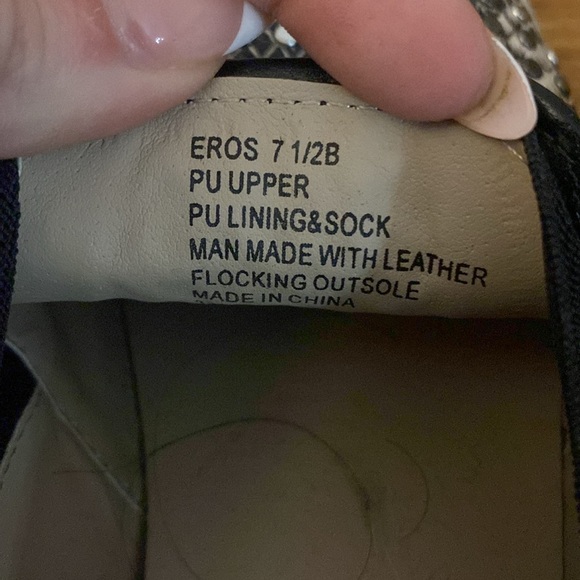 EROS 7 1/2B
PU UPPER
PU LINING&SOCK
MAN MADE WITH LEATHER
FLOCKING OUTSOLE
MADE IN CHINA